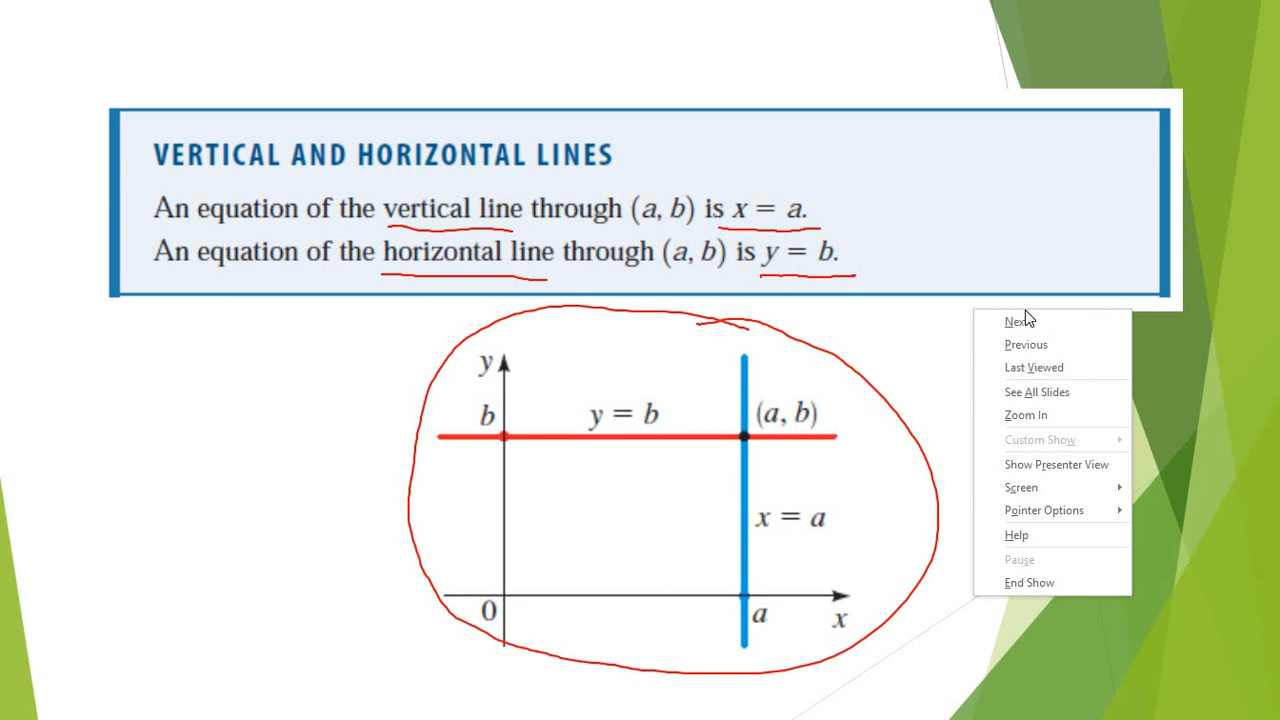 VERTICAL AND HORIZONTAL LINES
An equation of the vertical line through (a, b) is x = a.
An equation of the horizontal line through (a, b) is y = b.
y
b
y = b
(a, b)
x = a
0
a
x
Next
Previous
Last Viewed
See All Slides
Zoom In
Custom Show
Show Presenter View
Screen
Pointer Options
Help
Pause
End Show